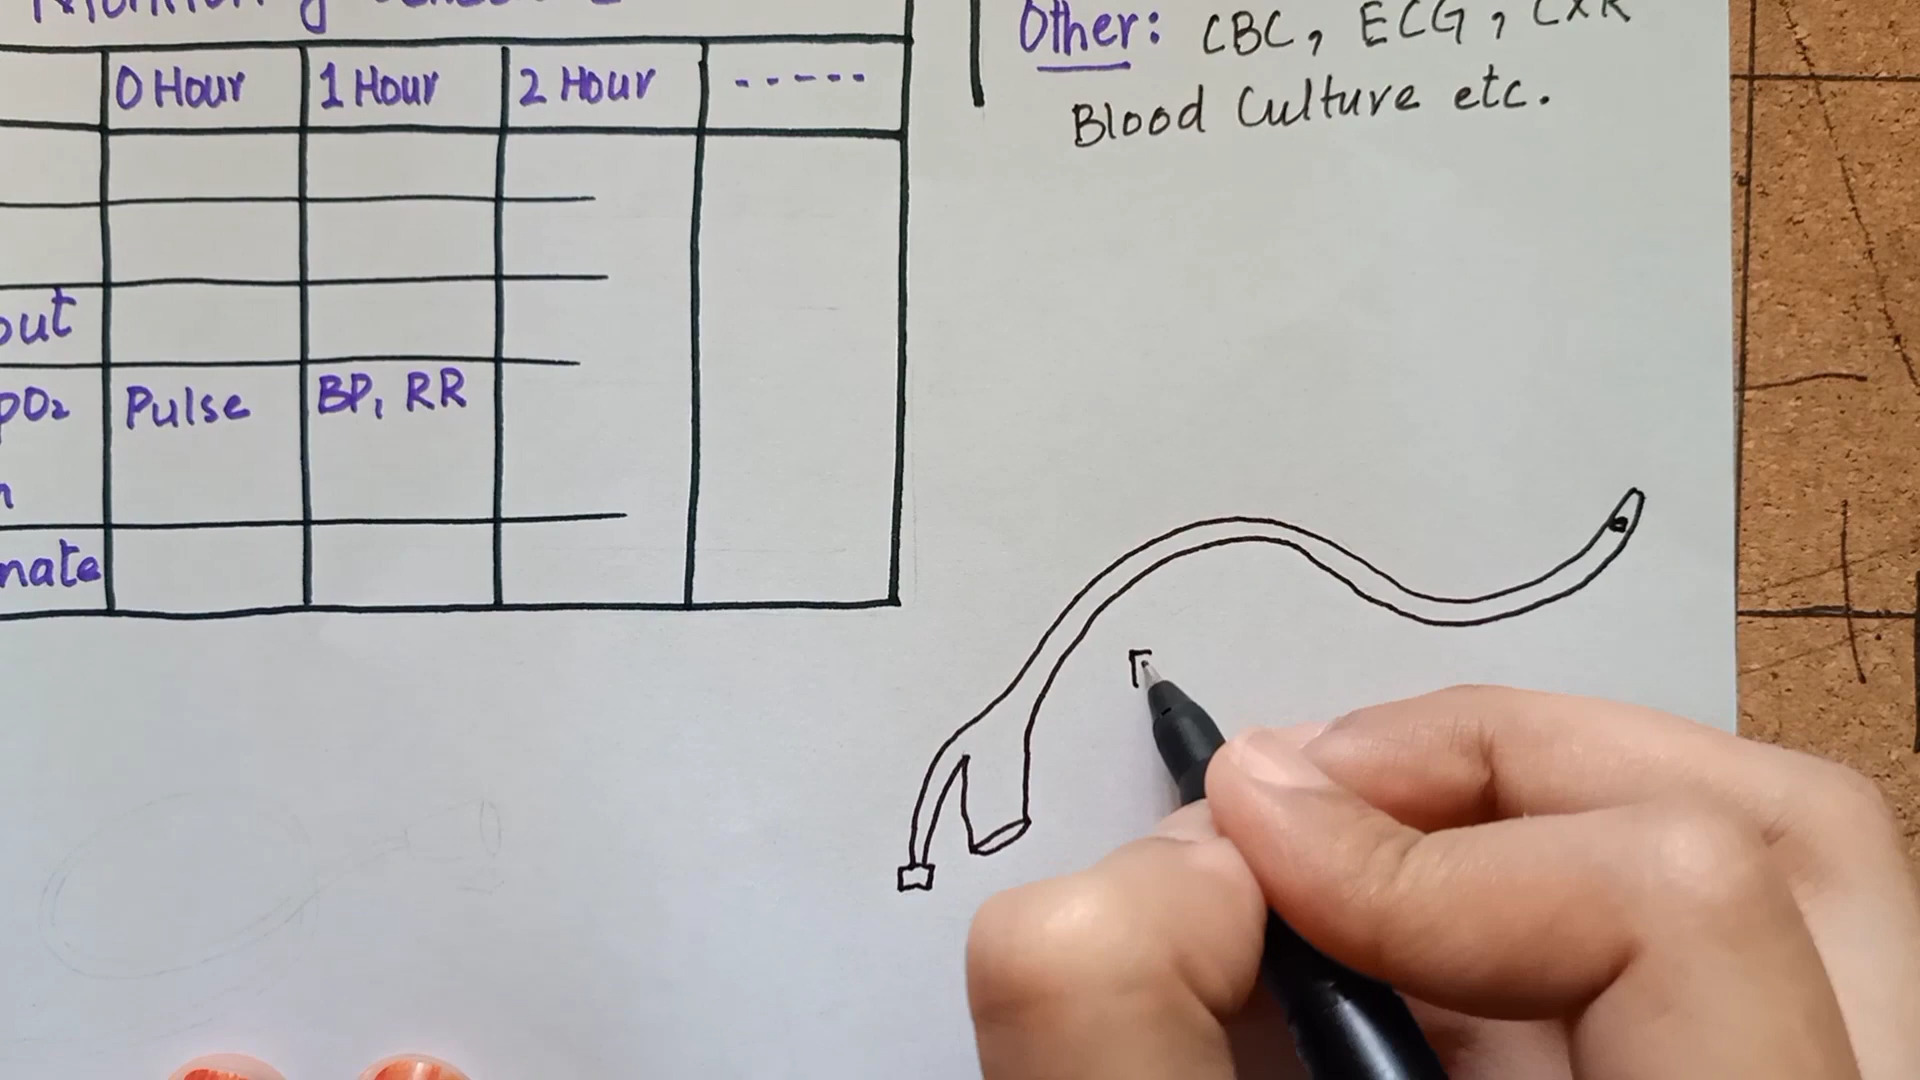 Other: CBC, ECG, CXR
Blood Culture etc.
0 Hour 1 Hour 2 Hour -----
out
pO₂ Pulse BP, RR
nate